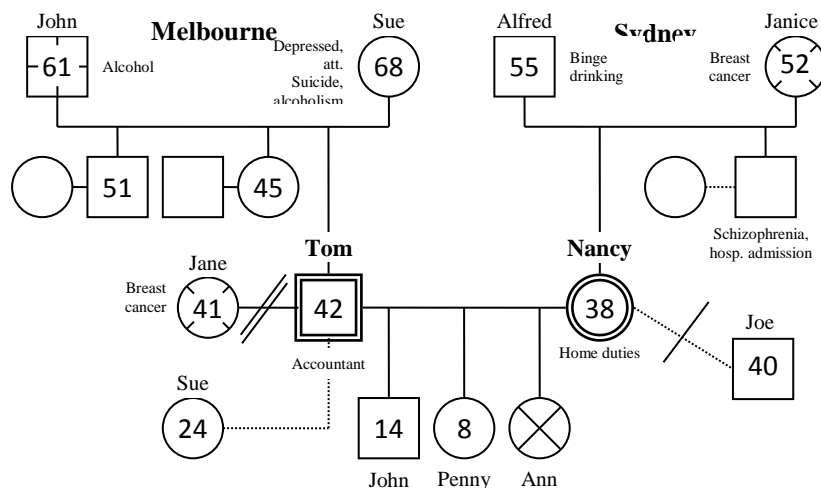 John
Melbourne
Sue
Alfred
Sydney
Janice
61
Alcohol
Depressed,
att.
Suicide,
alcoholism
68
55
Binge
drinking
Breast
cancer
52
51
45
Schizophrenia,
hosp. admission
Tom
Nancy
Jane
Breast
cancer
41
42
38
Joe
Accountant
Home duties
40
Sue
24
14
8
John
Penny
Ann